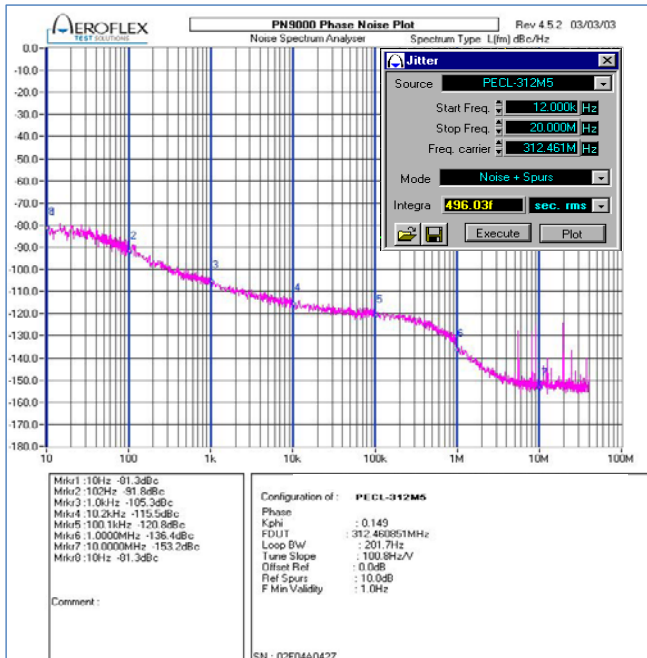 AEROFLEX
TEST SOLUTIONS
PN9000 Phase Noise Plot
Rev 4.5.2 03/03/03
Noise Spectrum Analyser
Spectrum Type L(fm) dBc/Hz
0.0
-10.0
-20.0
-30.0
-40.0
-50.0
-60.0
-70.0
-80.0
-90.0
-100.0
-110.0
-120.0
-130.0
-140.0
-150.0
-160.0
-170.0
-180.0
Jitter
Source PECL-312M5
Start Freq. 12.000k Hz
Stop Freq. 20.000M Hz
Freq. carrier 312.461M Hz
Mode Noise + Spurs
Integra 496.03f sec. rms
Execute Plot
2
3
4
5
6
10 100 1k 10k 100k 1M 10M 100M
Mrkr1 :10Hz -81.3dBc
Mrkr2 :102Hz -91.8dBc
Mrkr3 :1.0kHz -105.3dBc
Mrkr4 :10.2kHz -115.5dBc
Mrkr5 :100.1kHz -120.8dBc
Mrkr6 :1.0000MHz -136.4dBc
Mrkr7 :10.0000MHz -153.2dBc
Mrkr8 :10Hz -81.3dBc
Comment :
Configuration of : PECL-312M5
Phase
Kphi : 0.149
FDUT : 312.460851MHz
Loop BW : 201.7Hz
Tune Slope : 100.8Hz/V
Offset Ref : 0.0dB
Ref Spurs : 10.0dB
F Min Validity : 1.0Hz